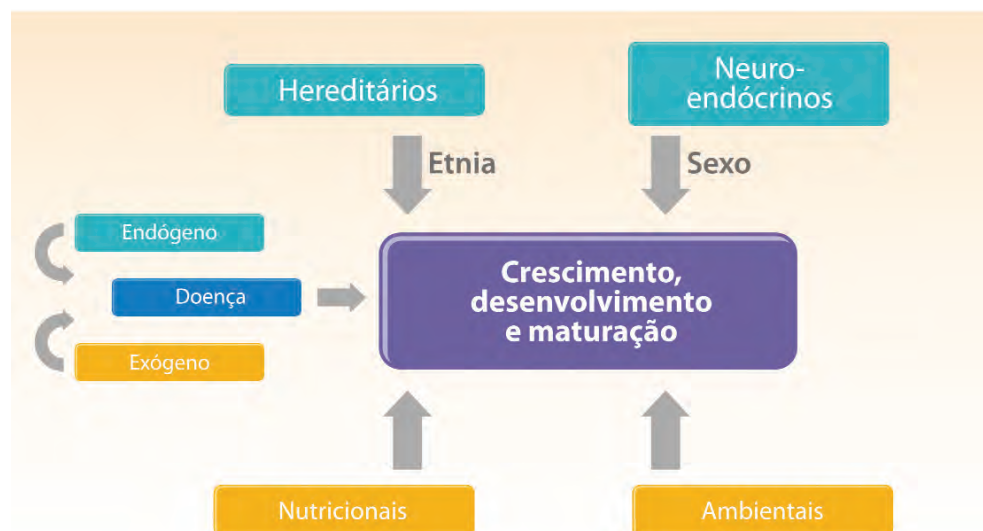 Hereditários
Neuro-
endócrinos
Etnia
Sexo
Endógeno
Doença
Exógeno
Crescimento,
desenvolvimento
e maturação
Nutricionais
Ambientais